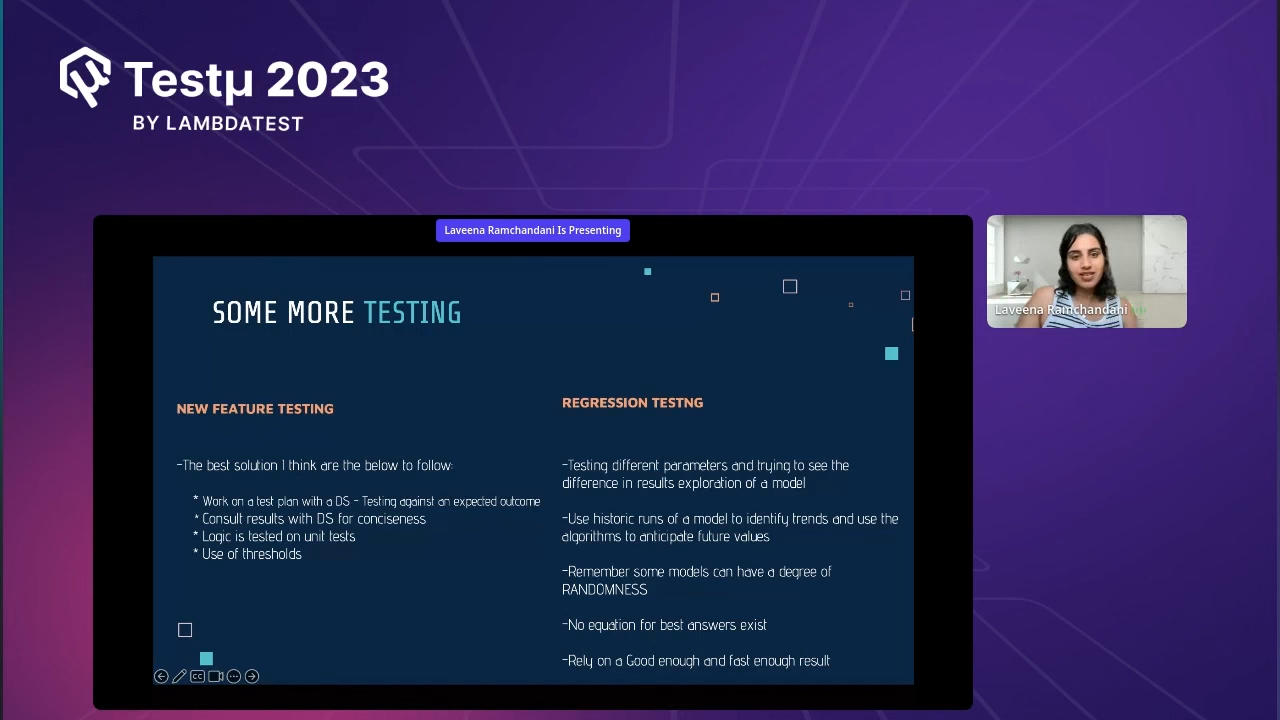 Testμ 2023
BY LAMBDATEST
Laveena Ramchandani Is Presenting
SOME MORE TESTING
NEW FEATURE TESTING
-The best solution I think are the below to follow:
* Work on a test plan with a DS - Testing against an expected outcome
* Consult results with DS for conciseness
* Logic is tested on unit tests
* Use of thresholds
REGRESSION TESTNG
-Testing different parameters and trying to see the
difference in results exploration of a model
-Use historic runs of a model to identify trends and use the
algorithms to anticipate future values
-Remember some models can have a degree of
RANDOMNESS
-No equation for best answers exist
-Rely on a Good enough and fast enough result
CC
Laveena Ramchandani